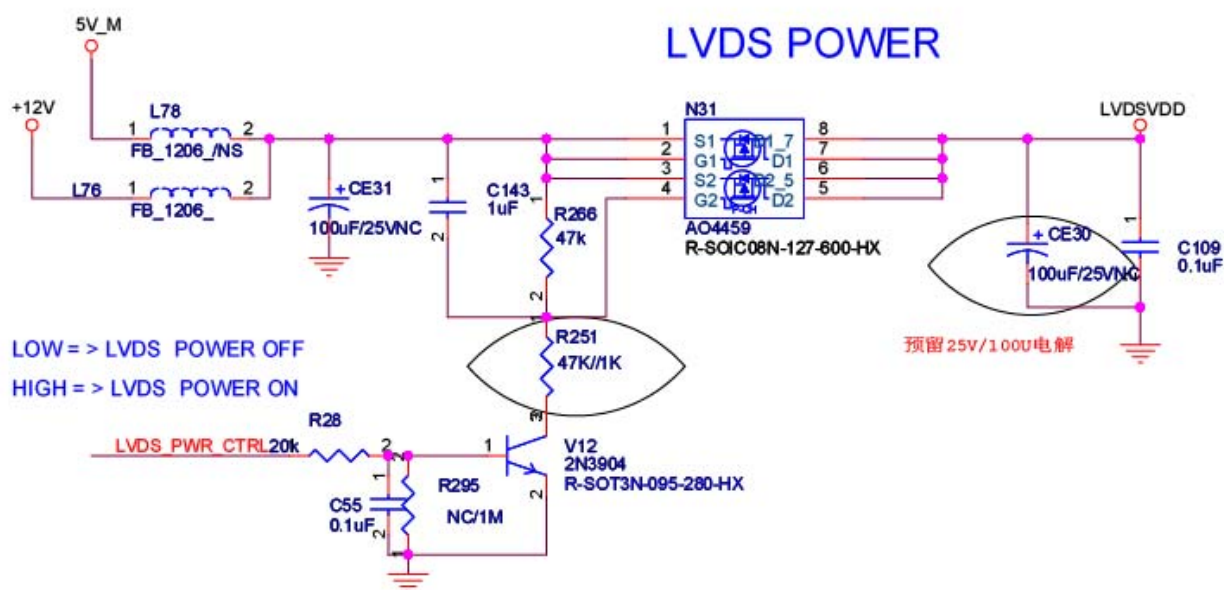 5V_M
LVDS POWER
+12V
L78
1
2
FB_1206_/NS
L76
1
2
FB_1206_
+
CE31
100uF/25VNC
1
C143
1uF
2
1
R266
47k
2
N31
1
2
3
4
S1
G1
S2
G2
D1
D2
8
7
6
5
AO4459
R-SOIC08N-127-600-HX
LVDSVDD
+
CE30
100uF/25VNC
1
C109
0.1uF
2
预留25V/100U电解
1
R251
47K//1K
3
LOW = > LVDS POWER OFF
HIGH = > LVDS POWER ON
LVDS_PWR_CTRL
R28
20k
2
2
1
V12
2N3904
R-SOT3N-095-280-HX
2
1
C55
0.1uF
2
R295
NC/1M
1